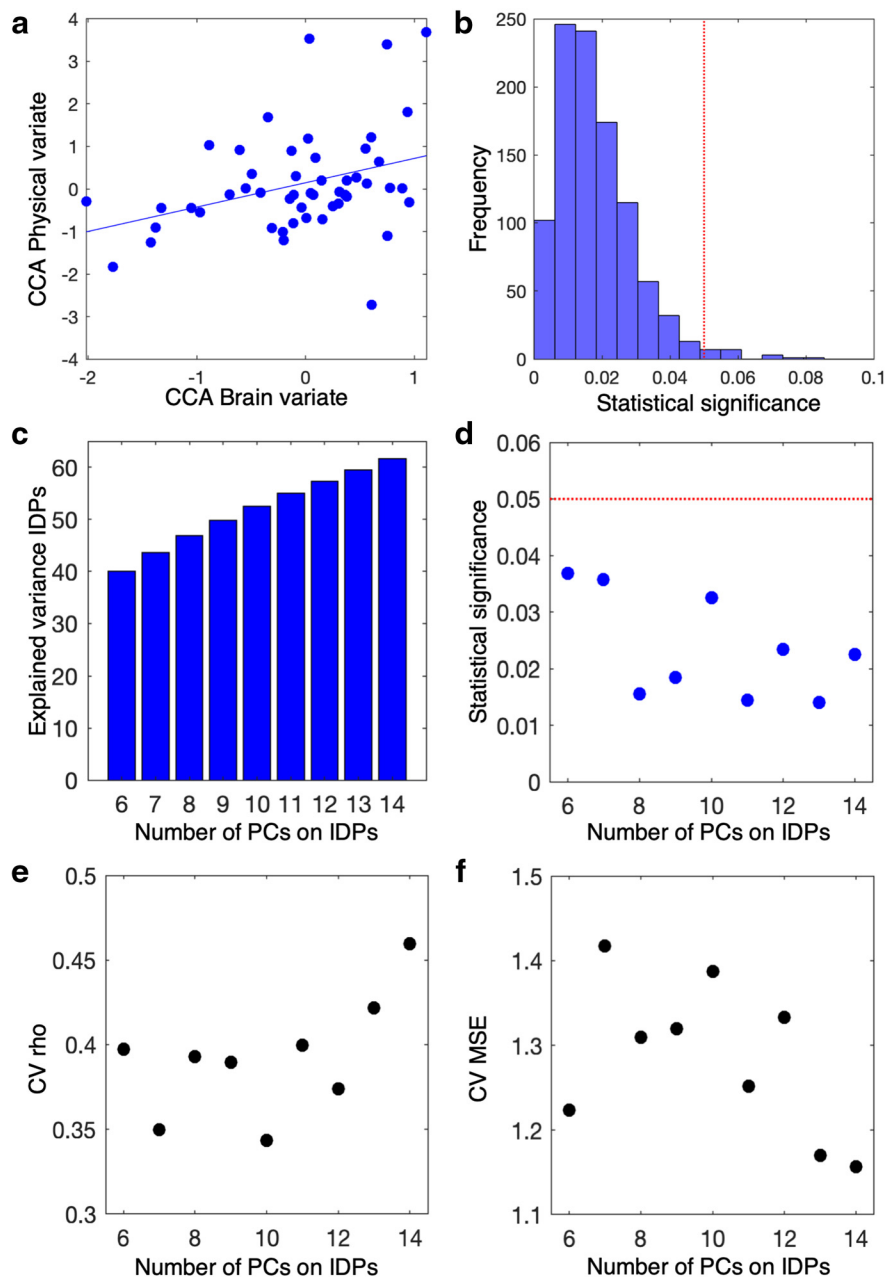 a
4
3
2
1
0
-1
-2
-3
-4
-2
-1
0
1
CCA Physical variate
CCA Brain variate
b
250
200
150
100
50
0
0
0.02
0.04
0.06
0.08
0.1
Frequency
Statistical significance
c
60
50
40
30
20
10
0
6 7 8 9 10 11 12 13 14
Explained variance IDPs
Number of PCs on IDPs
d
0.06
0.05
0.04
0.03
0.02
0.01
0
6 8 10 12 14
Statistical significance
Number of PCs on IDPs
e
0.5
0.45
0.4
0.35
0.3
6 8 10 12 14
CV rho
Number of PCs on IDPs
f
1.5
1.4
1.3
1.2
1.1
6 8 10 12 14
CV MSE
Number of PCs on IDPs